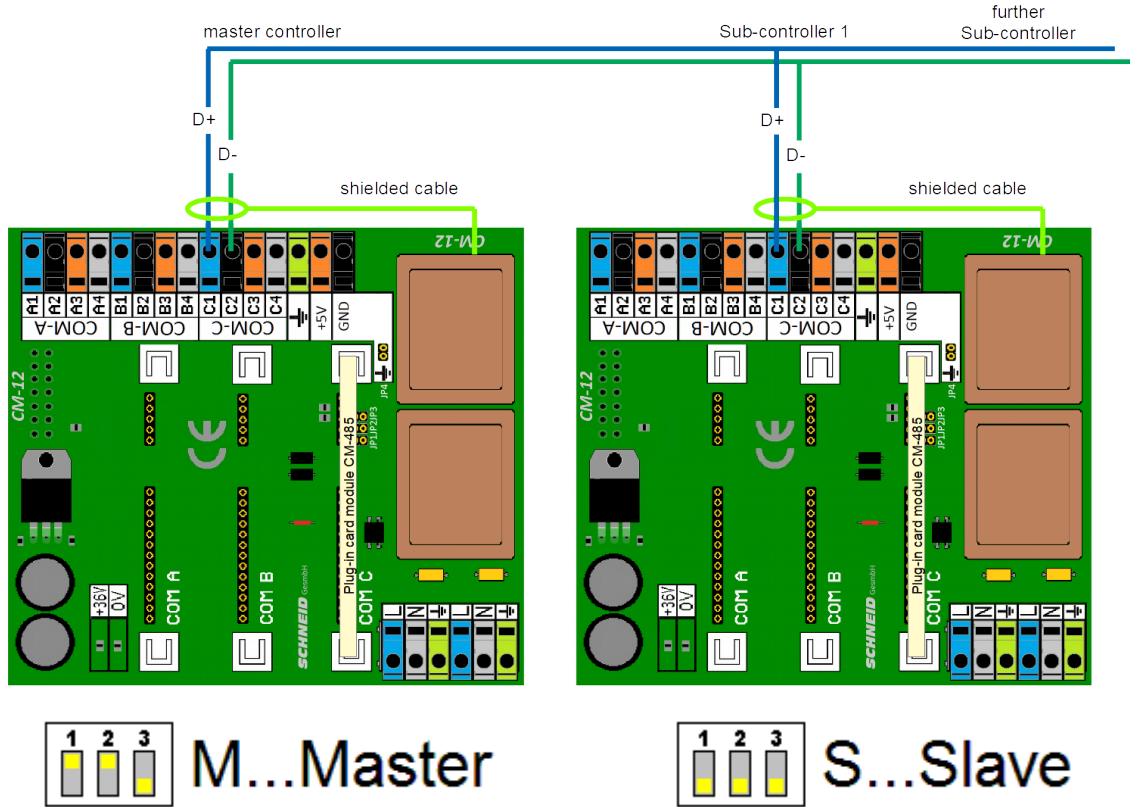 further
master controller
Sub-controller 1
Sub-controller
D+
D-
D+
D-
shielded cable
shielded cable
CM-12
A1 A2 A3 A4 B1 B2 B3 B4 C1 C2 C3 C4 +5V GND
COM-A COM-B COM-C
CM-12
JP4
JP1JP2JP3
Plug-in card module CM-485
+36V
0V
COM A
COM B
SCHNEID GesmbH
COM C
L N L N
CM-12
A1 A2 A3 A4 B1 B2 B3 B4 C1 C2 C3 C4 +5V GND
COM-A COM-B COM-C
CM-12
JP4
JP1JP2JP3
Plug-in card module CM-485
+36V
0V
COM A
COM B
SCHNEID GesmbH
COM C
L N L N
1 2 3
M...Master
1 2 3
S...Slave